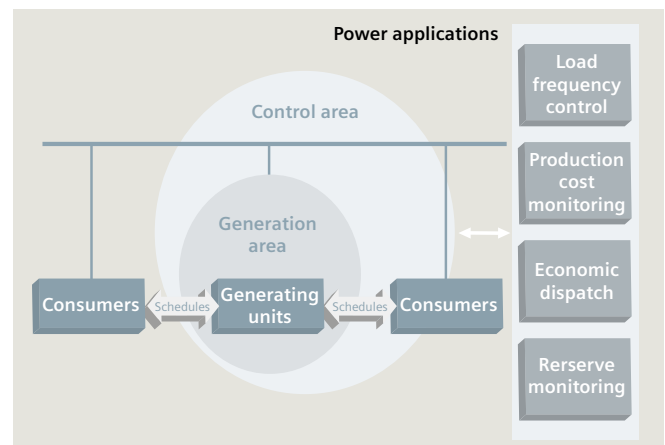 Power applications
Load
frequency
control
Control area
Production
cost
monitoring
Generation
area
Economic
dispatch
Consumers
Schedules
Generating
units
Schedules
Consumers
Rerserve
monitoring